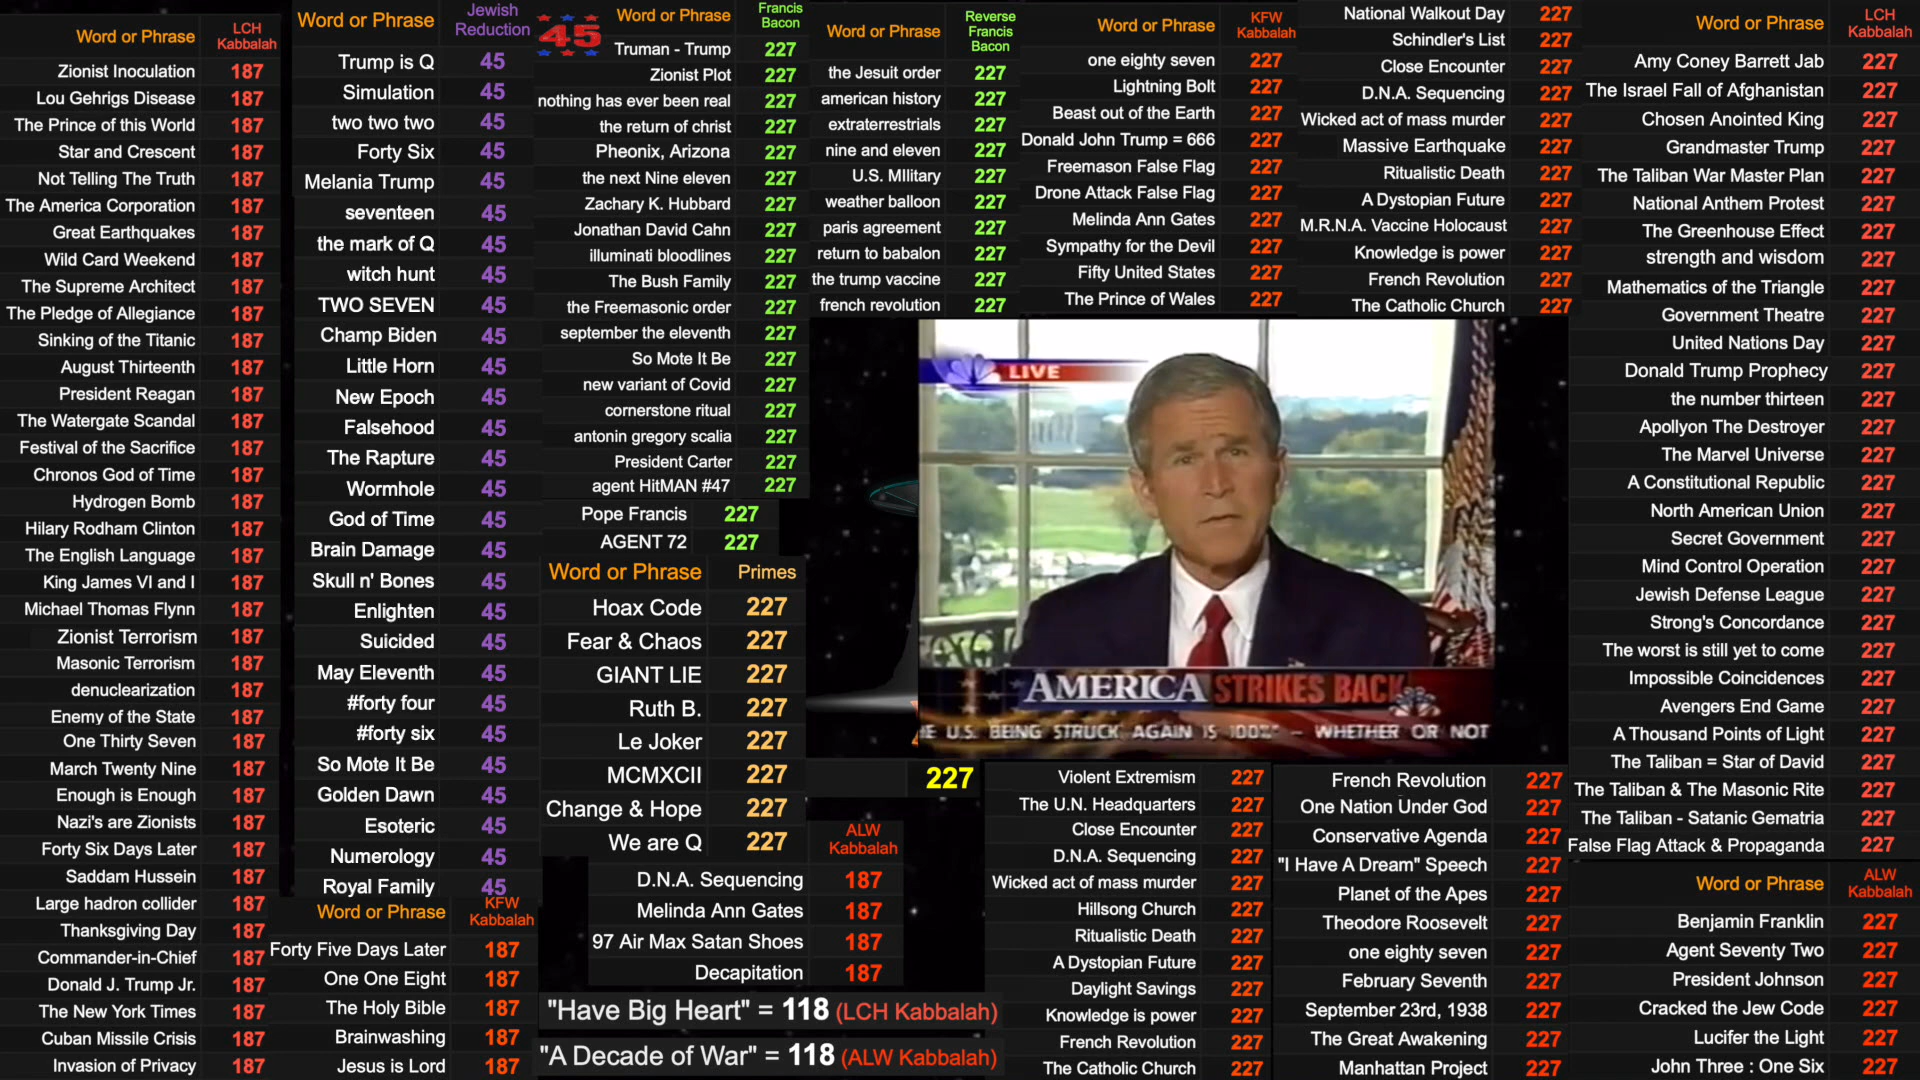 Word or Phrase LCH Kabbalah
Zionist Inoculation 187
Lou Gehrigs Disease 187
The Prince of this World 187
Star and Crescent 187
Not Telling The Truth 187
The America Corporation 187
Great Earthquakes 187
Wild Card Weekend 187
The Supreme Architect 187
The Pledge of Allegiance 187
Sinking of the Titanic 187
August Thirteenth 187
President Reagan 187
The Watergate Scandal 187
Festival of the Sacrifice 187
Chronos God of Time 187
Hydrogen Bomb 187
Hilary Rodham Clinton 187
The English Language 187
King James VI and I 187
Michael Thomas Flynn 187
Zionist Terrorism 187
Masonic Terrorism 187
denuclearization 187
Enemy of the State 187
One Thirty Seven 187
March Twenty Nine 187
Enough is Enough 187
Nazi's are Zionists 187
Forty Six Days Later 187
Saddam Hussein 187
Large hadron collider 187
Thanksgiving Day 187
Commander-in-Chief 187
Donald J. Trump Jr. 187
The New York Times 187
Cuban Missile Crisis 187
Invasion of Privacy 187
Word or Phrase Jewish Reduction
Trump is Q 45
Simulation 45
two two two 45
Forty Six 45
Melania Trump 45
seventeen 45
the mark of Q 45
witch hunt 45
TWO SEVEN 45
Champ Biden 45
Little Horn 45
New Epoch 45
Falsehood 45
The Rapture 45
Wormhole 45
God of Time 45
Brain Damage 45
Skull n' Bones 45
Enlighten 45
Suicided 45
May Eleventh 45
#forty four 45
#forty six 45
So Mote It Be 45
Golden Dawn 45
Esoteric 45
Numerology 45
Royal Family 45
Word or Phrase KFW Kabbalah
Forty Five Days Later 187
One One Eight 187
The Holy Bible 187
Brainwashing 187
Jesus is Lord 187
45
Word or Phrase Francis Bacon
Truman - Trump 227
Zionist Plot 227
nothing has ever been real 227
the return of christ 227
Pheonix, Arizona 227
the next Nine eleven 227
Zachary K. Hubbard 227
Jonathan David Cahn 227
illuminati bloodlines 227
The Bush Family 227
the Freemasonic order 227
september the eleventh 227
So Mote It Be 227
new variant of Covid 227
cornerstone ritual 227
antonin gregory scalia 227
President Carter 227
agent HitMAN #47 227
Pope Francis 227
AGENT 72 227
Word or Phrase Primes
Hoax Code 227
Fear & Chaos 227
GIANT LIE 227
Ruth B. 227
Le Joker 227
MCMXCII 227
Change & Hope 227
We are Q 227
ALW Kabbalah
D.N.A. Sequencing 187
Melinda Ann Gates 187
97 Air Max Satan Shoes 187
Decapitation 187
"Have Big Heart" = 118 (LCH Kabbalah)
"A Decade of War" = 118 (ALW Kabbalah)
Word or Phrase Reverse Francis Bacon
the Jesuit order 227
american history 227
extraterrestrials 227
nine and eleven 227
U.S. MIlitary 227
weather balloon 227
paris agreement 227
return to babalon 227
the trump vaccine 227
french revolution 227
Word or Phrase KFW Kabbalah
one eighty seven 227
Lightning Bolt 227
Beast out of the Earth 227
Donald John Trump = 666 227
Freemason False Flag 227
Drone Attack False Flag 227
Melinda Ann Gates 227
Sympathy for the Devil 227
Fifty United States 227
The Prince of Wales 227
National Walkout Day 227
Schindler's List 227
Close Encounter 227
D.N.A. Sequencing 227
Wicked act of mass murder 227
Massive Earthquake 227
Ritualistic Death 227
A Dystopian Future 227
M.R.N.A. Vaccine Holocaust 227
Knowledge is power 227
French Revolution 227
The Catholic Church 227
LIVE
AMERICA STRIKES BACK
E U.S. BEING STRUCK AGAIN IS 100%" – WHETHER OR NOT
227
Violent Extremism 227
The U.N. Headquarters 227
Close Encounter 227
D.N.A. Sequencing 227
Wicked act of mass murder 227
Hillsong Church 227
Ritualistic Death 227
A Dystopian Future 227
Daylight Savings 227
Knowledge is power 227
French Revolution 227
The Catholic Church 227
French Revolution 227
One Nation Under God 227
Conservative Agenda 227
"I Have A Dream" Speech 227
Planet of the Apes 227
Theodore Roosevelt 227
one eighty seven 227
February Seventh 227
September 23rd, 1938 227
The Great Awakening 227
Manhattan Project 227
Word or Phrase LCH Kabbalah
Amy Coney Barrett Jab 227
The Israel Fall of Afghanistan 227
Chosen Anointed King 227
Grandmaster Trump 227
The Taliban War Master Plan 227
National Anthem Protest 227
The Greenhouse Effect 227
strength and wisdom 227
Mathematics of the Triangle 227
Government Theatre 227
United Nations Day 227
Donald Trump Prophecy 227
the number thirteen 227
Apollyon The Destroyer 227
The Marvel Universe 227
A Constitutional Republic 227
North American Union 227
Secret Government 227
Mind Control Operation 227
Jewish Defense League 227
Strong's Concordance 227
The worst is still yet to come 227
Impossible Coincidences 227
Avengers End Game 227
A Thousand Points of Light 227
The Taliban = Star of David 227
The Taliban & The Masonic Rite 227
The Taliban - Satanic Gematria 227
False Flag Attack & Propaganda 227
Word or Phrase ALW Kabbalah
Benjamin Franklin 227
Agent Seventy Two 227
President Johnson 227
Cracked the Jew Code 227
Lucifer the Light 227
John Three : One Six 227